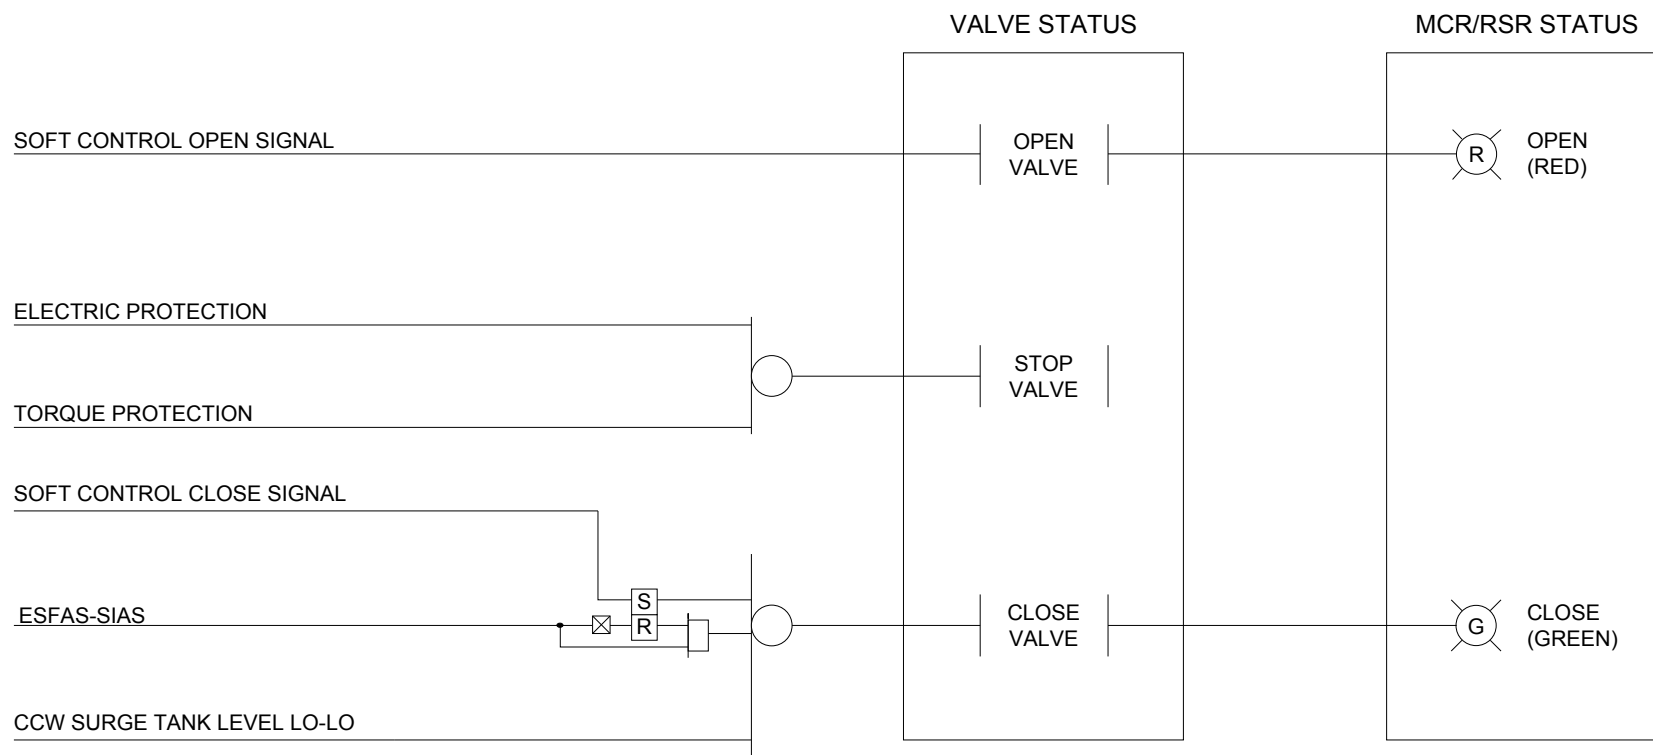 VALVE STATUS
MCR/RSR STATUS
SOFT CONTROL OPEN SIGNAL
OPEN
VALVE
R
OPEN
(RED)
ELECTRIC PROTECTION
STOP
VALVE
TORQUE PROTECTION
SOFT CONTROL CLOSE SIGNAL
S
ESFAS-SIAS
R
CLOSE
VALVE
G
CLOSE
(GREEN)
CCW SURGE TANK LEVEL LO-LO